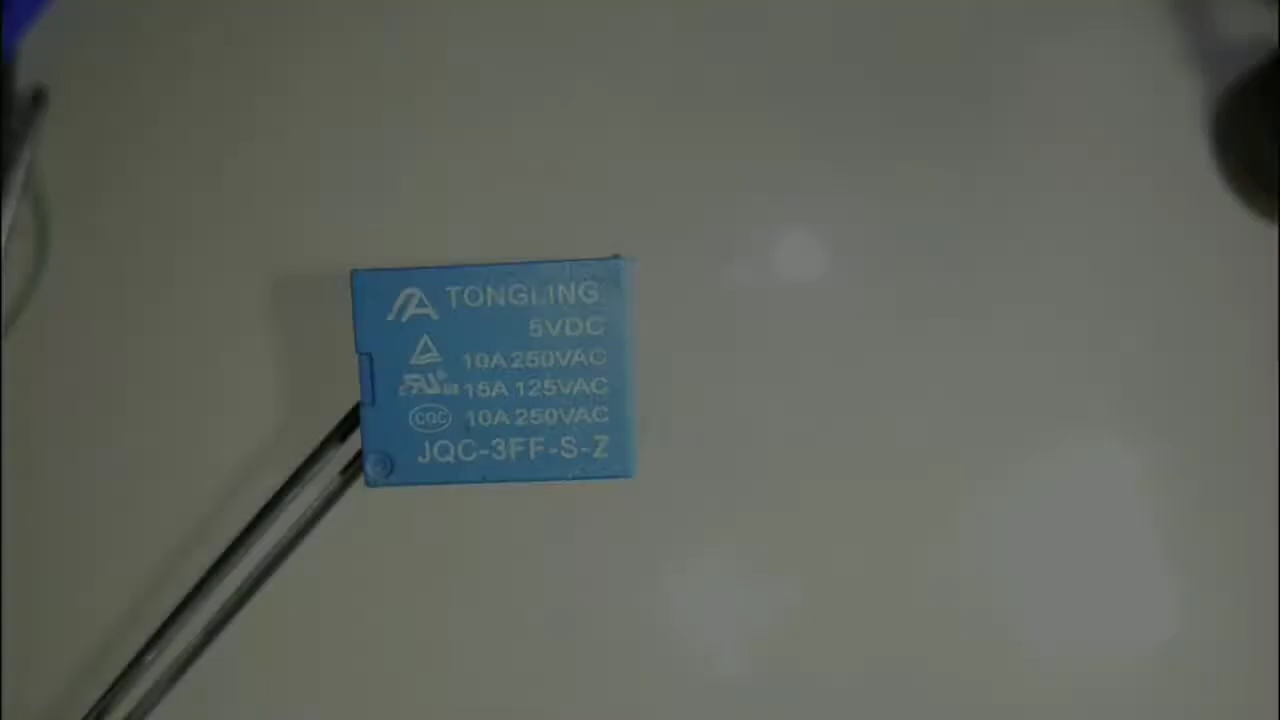 TONGLING
5VDC
10A 250VAC
15A 125VAC
CQC 10A 250VAC
JQC-3FF-S-Z